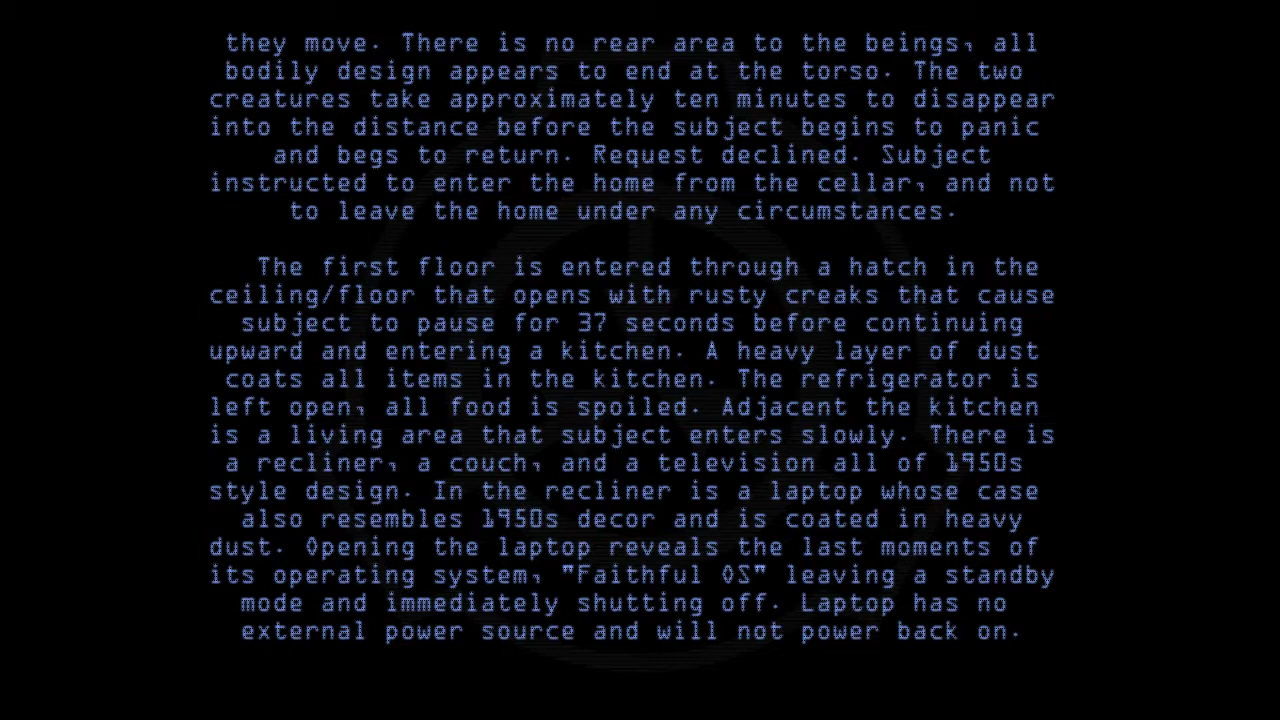 they move. There is no rear area to the beings, all
bodily design appears to end at the torso. The two
creatures take approximately ten minutes to disappear
into the distance before the subject begins to panic
and begs to return. Request declined. Subject
instructed to enter the home from the cellar, and not
to leave the home under any circumstances.
The first floor is entered through a hatch in the
ceiling/floor that opens with rusty creaks that cause
subject to pause for 37 seconds before continuing
upward and entering a kitchen. A heavy layer of dust
coats all items in the kitchen. The refrigerator is
left open, all food is spoiled. Adjacent the kitchen
is a living area that subject enters slowly. There is
a recliner, a couch, and a television all of 1950s
style design. In the recliner is a laptop whose case
also resembles 1950s decor and is coated in heavy
dust. Opening the laptop reveals the last moments of
its operating system, "Faithful OS" leaving a standby
mode and immediately shutting off. Laptop has no
external power source and will not power back on.